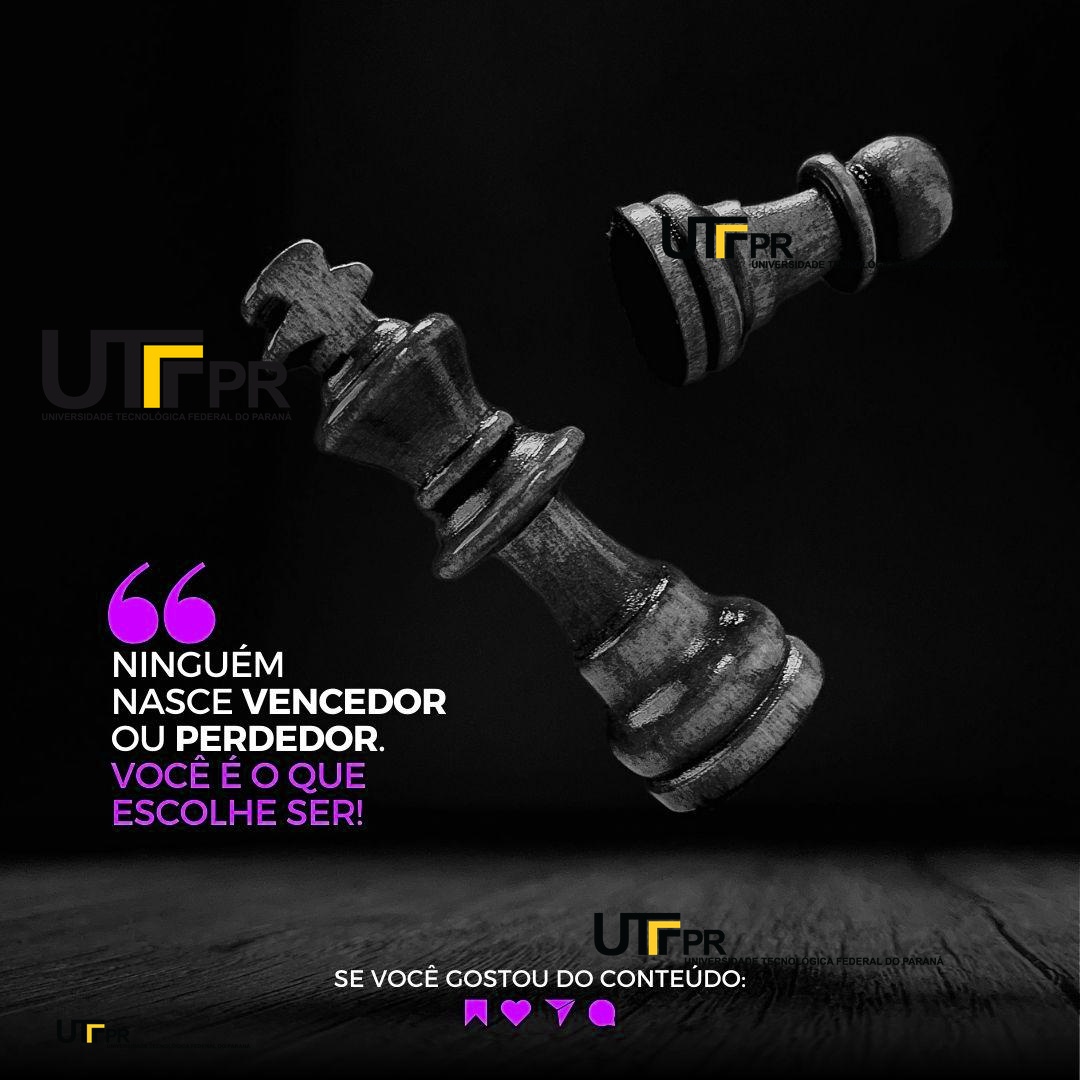 UTFPR
UNIVERSIDADE
UTFPR
UNIVERSIDADE TECNOLÓGICA FEDERAL DO PARANÁ
NINGUÉM
NASCE VENCEDOR
OU PERDEDOR.
VOCÊ É O QUE
ESCOLHE SER!
UTFPR
UNIVERSIDADE TECNOLÓGICA FEDERAL DO PARANÁ
SE VOCÊ GOSTOU DO CONTEÚDO:
UTFPR